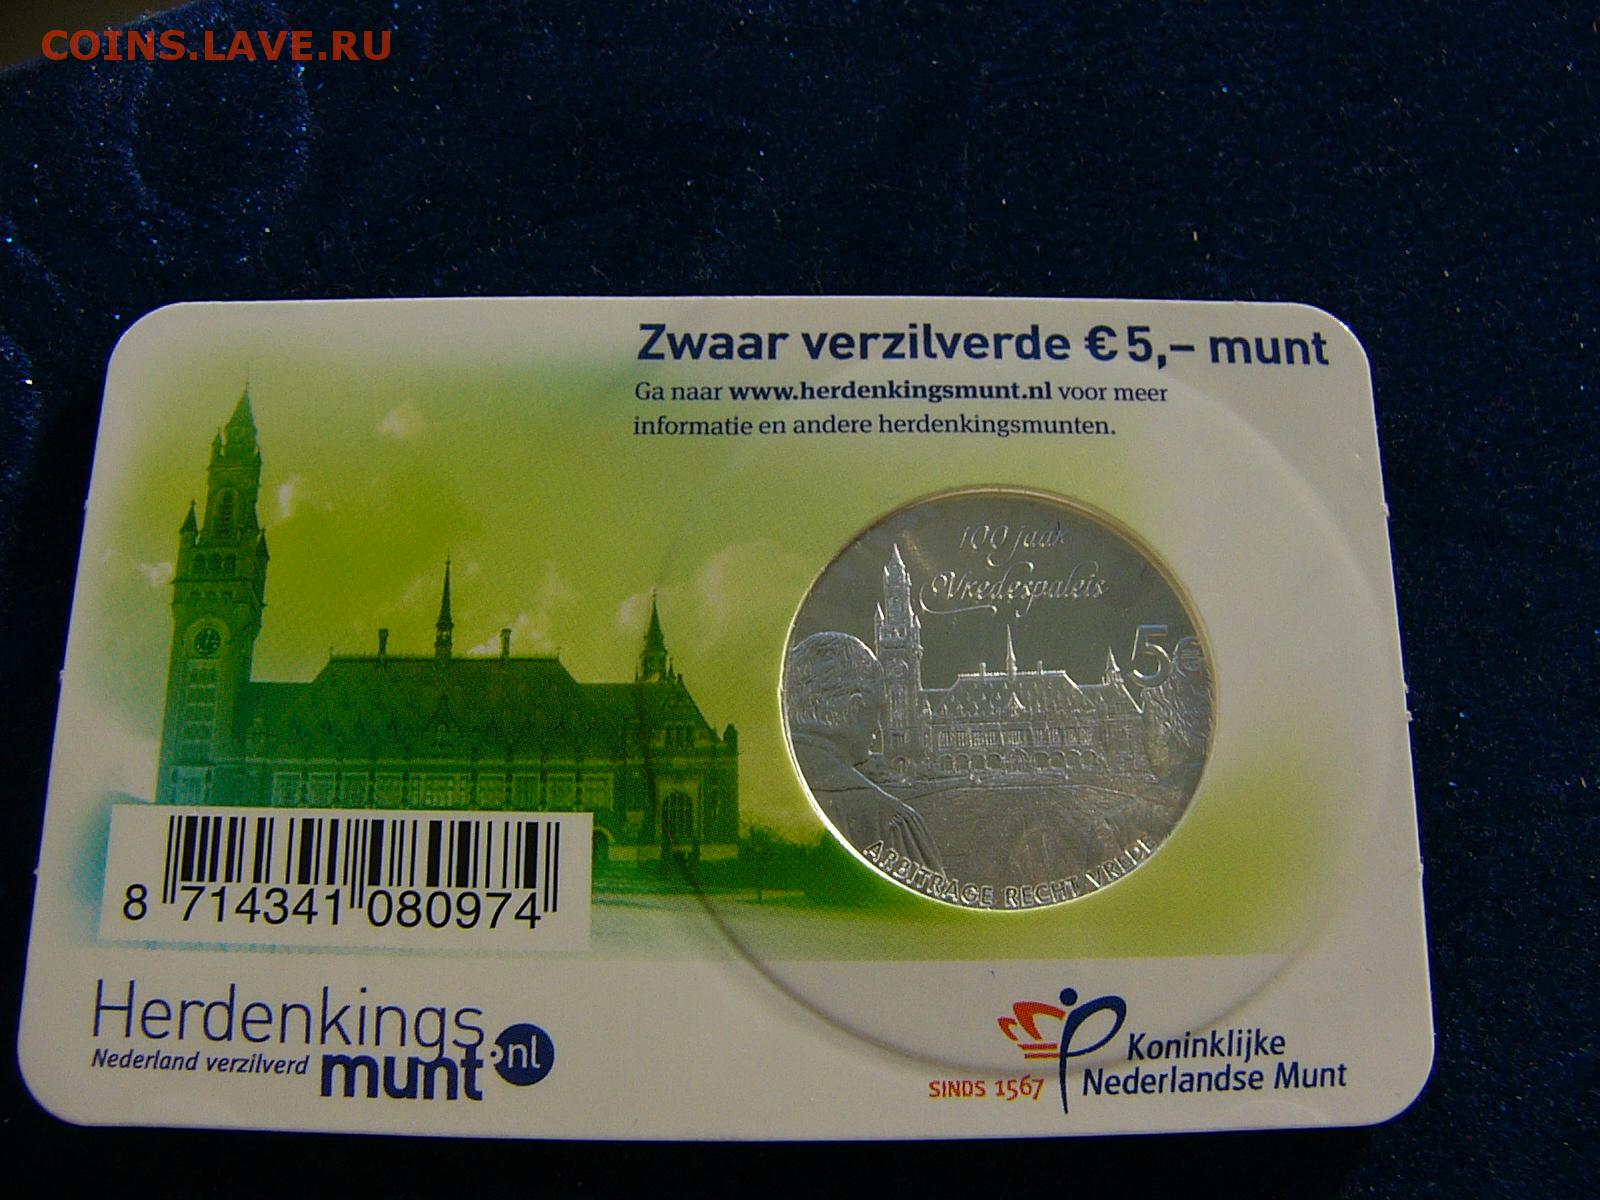 COINS.LAVE.RU
Zwaar verzilverde € 5,– munt
Ga naar www.herdenkingsmunt.nl voor meer
informatie en andere herdenkingsmunten.
100 jaar
Vredespaleis
5€
ARBITRAGE RECHT VREDE
8 714341 080974
Herdenkings
Nederland verzilverd munt.nl
SINDS 1567
Koninklijke
Nederlandse Munt